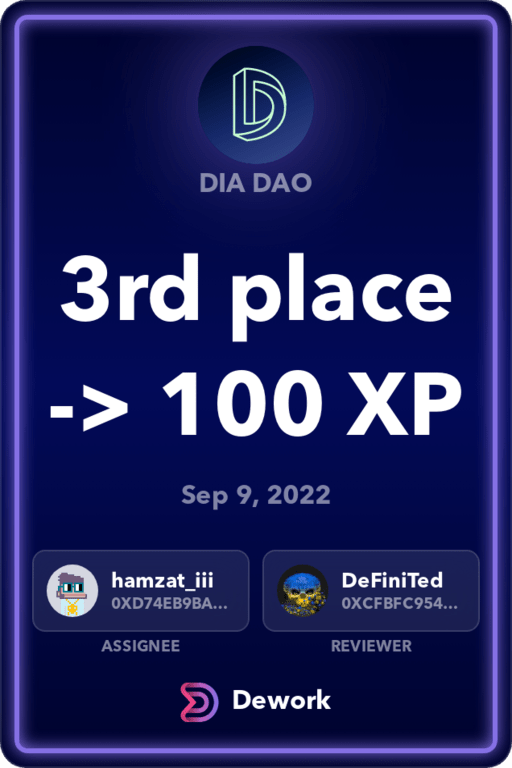 DIA DAO
3rd place
-> 100 XP
Sep 9, 2022
hamzat_iii
0XD74EB9BA...
ASSIGNEE
DeFiniTed
0XCFBFC954...
REVIEWER
Dework